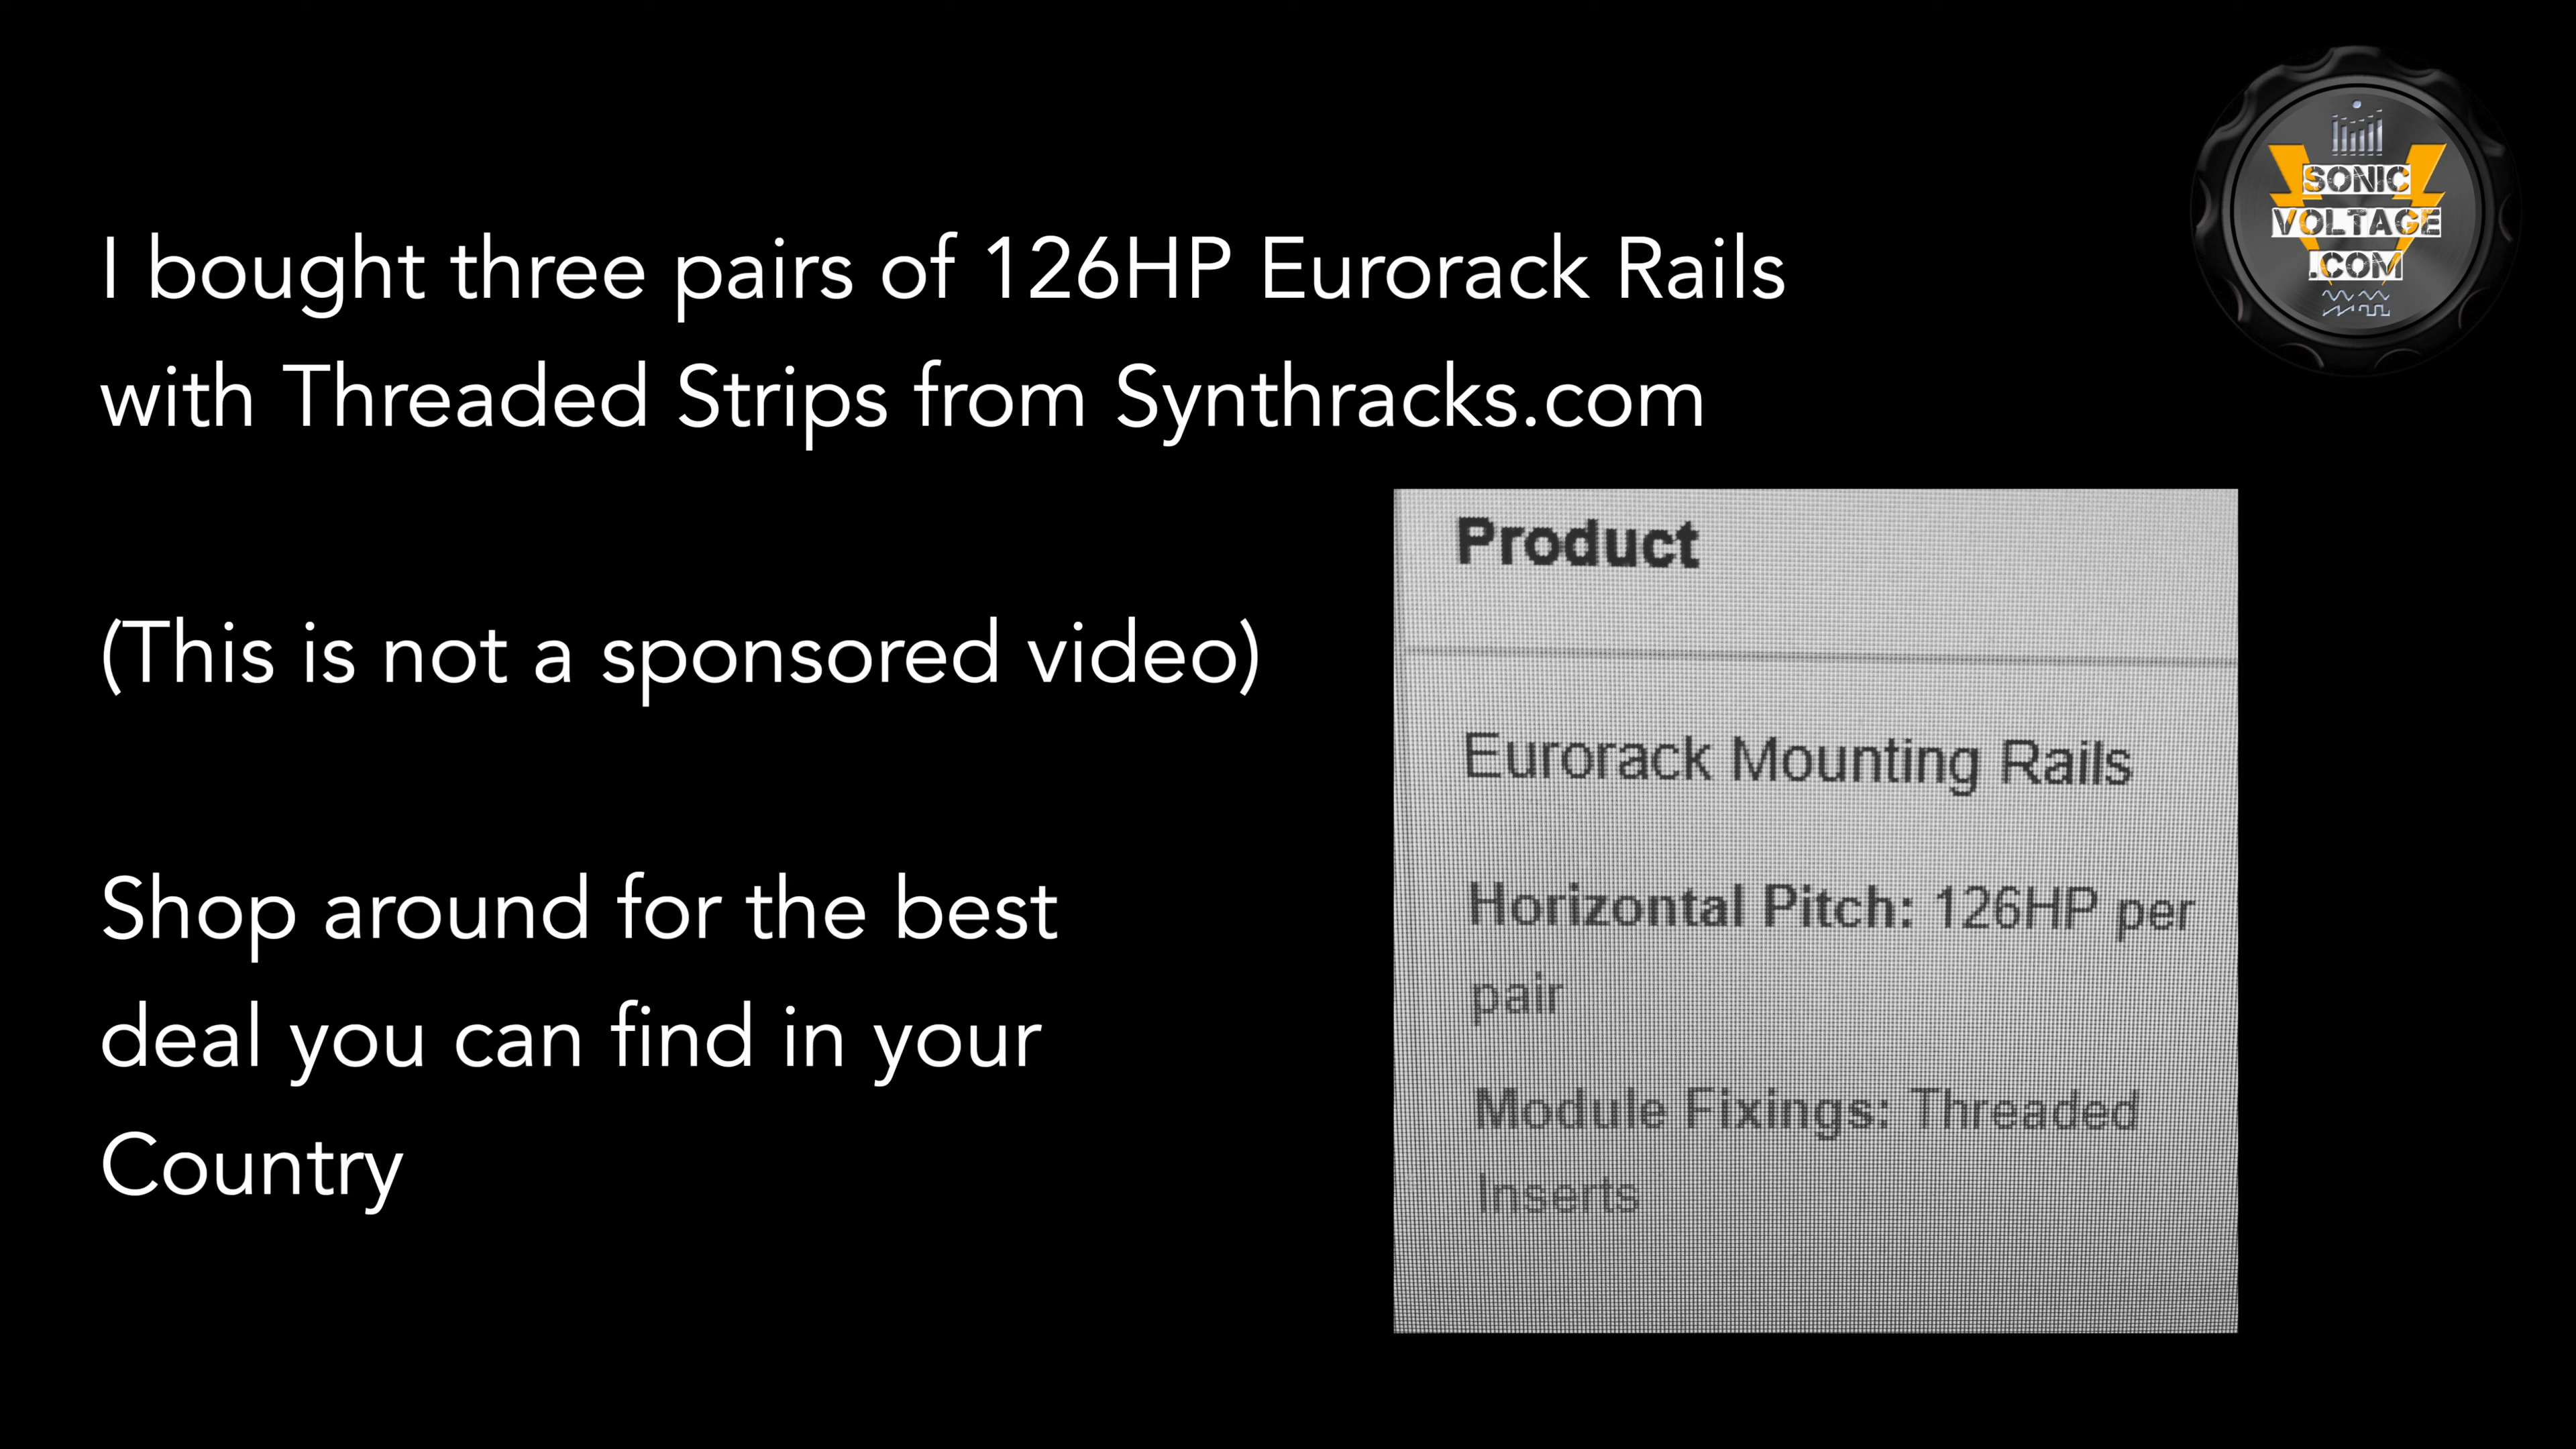 SONIC
VOLTAGE
.COM
I bought three pairs of 126HP Eurorack Rails
with Threaded Strips from Synthracks.com
(This is not a sponsored video)
Shop around for the best
deal you can find in your
Country
Product
Eurorack Mounting Rails
Horizontal Pitch: 126HP per
pair
Module Fixings: Threaded
Inserts